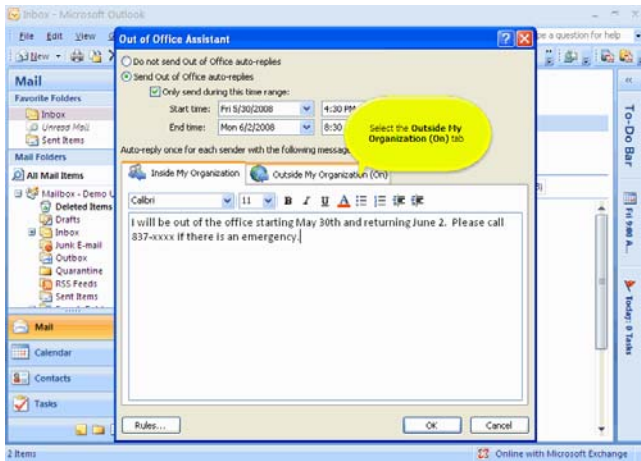 Inbox - Microsoft Outlook
File Edit View
Type a question for help
New
Out of Office Assistant
Do not send Out of Office auto-replies
Send Out of Office auto-replies
Only send during this time range:
Start time: Fri 5/30/2008 4:30 PM
End time: Mon 6/2/2008 8:30
Select the Outside My
Organization (On) tab.
Auto-reply once for each sender with the following messag
Inside My Organization Outside My Organization (On)
Calibri 11 B I U A
I will be out of the office starting May 30th and returning June 2. Please call
837-xxxx if there is an emergency.
Rules... OK Cancel
Mail
Favorite Folders
Inbox
Unread Mail
Sent Items
Mail Folders
All Mail Items
Mailbox - Demo U
Deleted Items
Drafts
Inbox
Junk E-mail
Outbox
Quarantine
RSS Feeds
Sent Items
Mail
Calendar
Contacts
Tasks
To-Do Bar
Fri 9:00 A...
Today: 0 Tasks
2 Items
Online with Microsoft Exchange